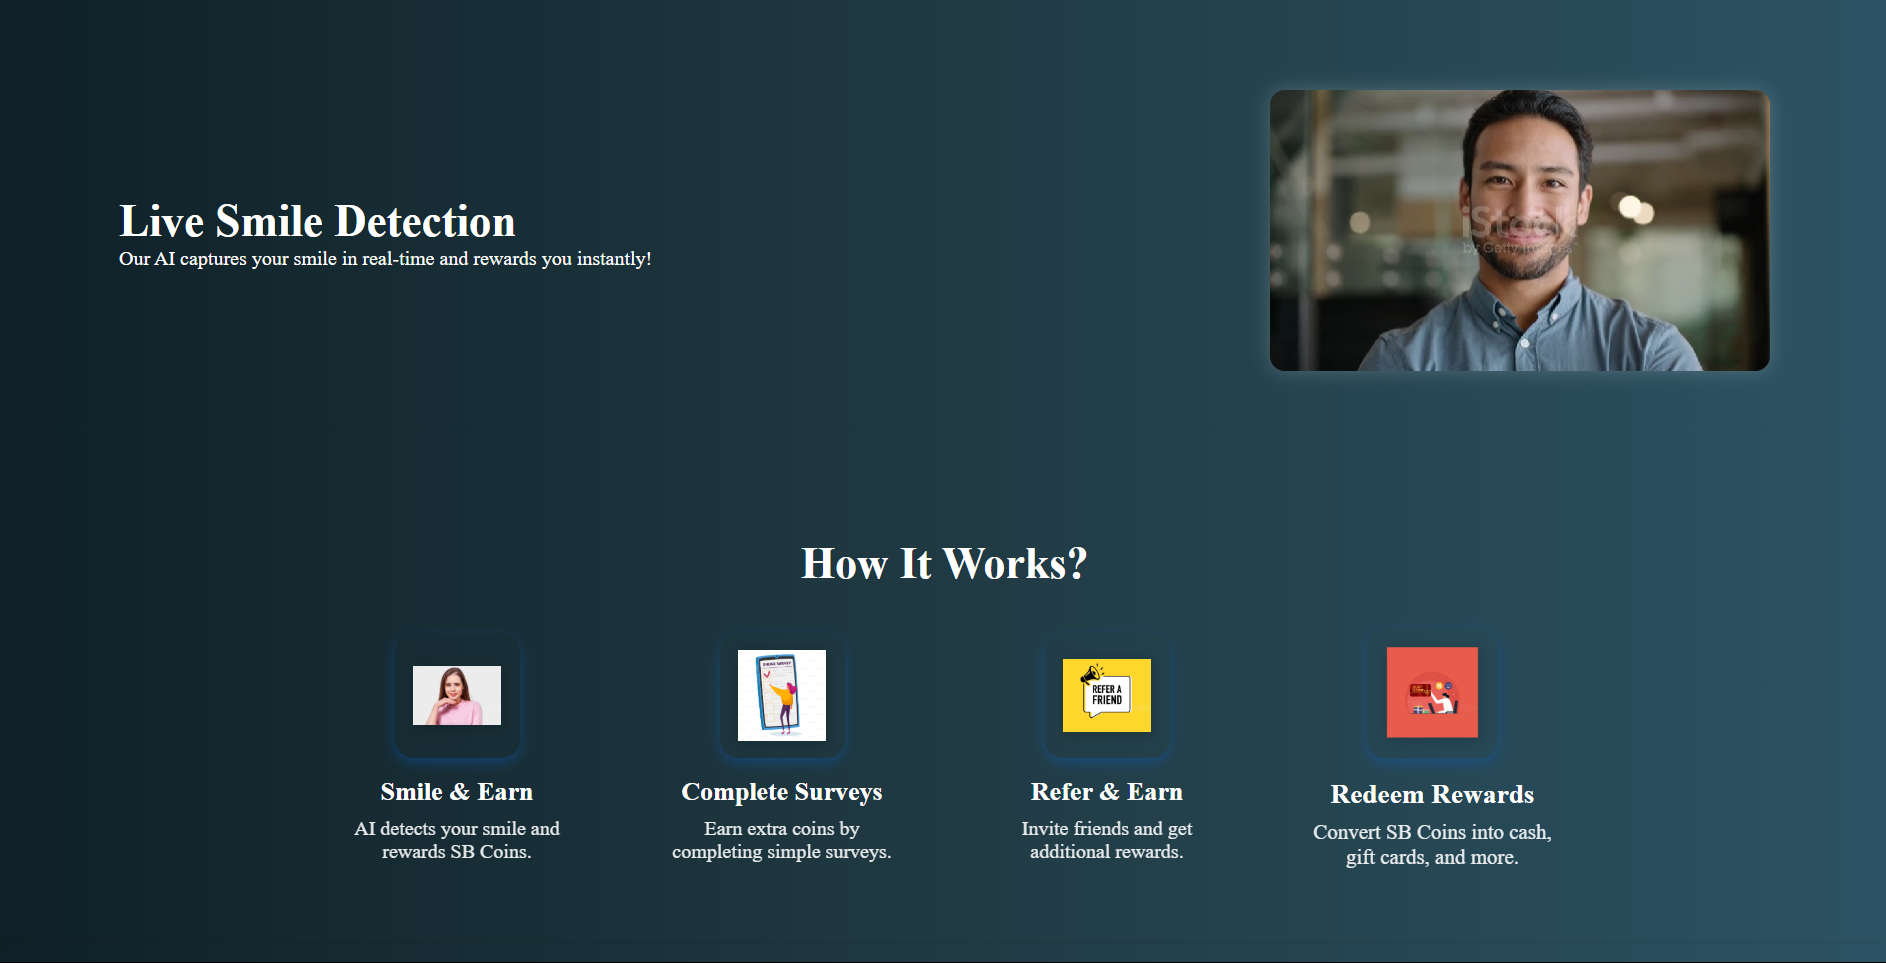 Live Smile Detection
Our AI captures your smile in real-time and rewards you instantly!
iStock
by Getty Images
How It Works?
ONLINE SURVEY
REFER A
FRIEND
Smile & Earn
Complete Surveys
Refer & Earn
Redeem Rewards
AI detects your smile and
rewards SB Coins.
Earn extra coins by
completing simple surveys.
Invite friends and get
additional rewards.
Convert SB Coins into cash,
gift cards, and more.